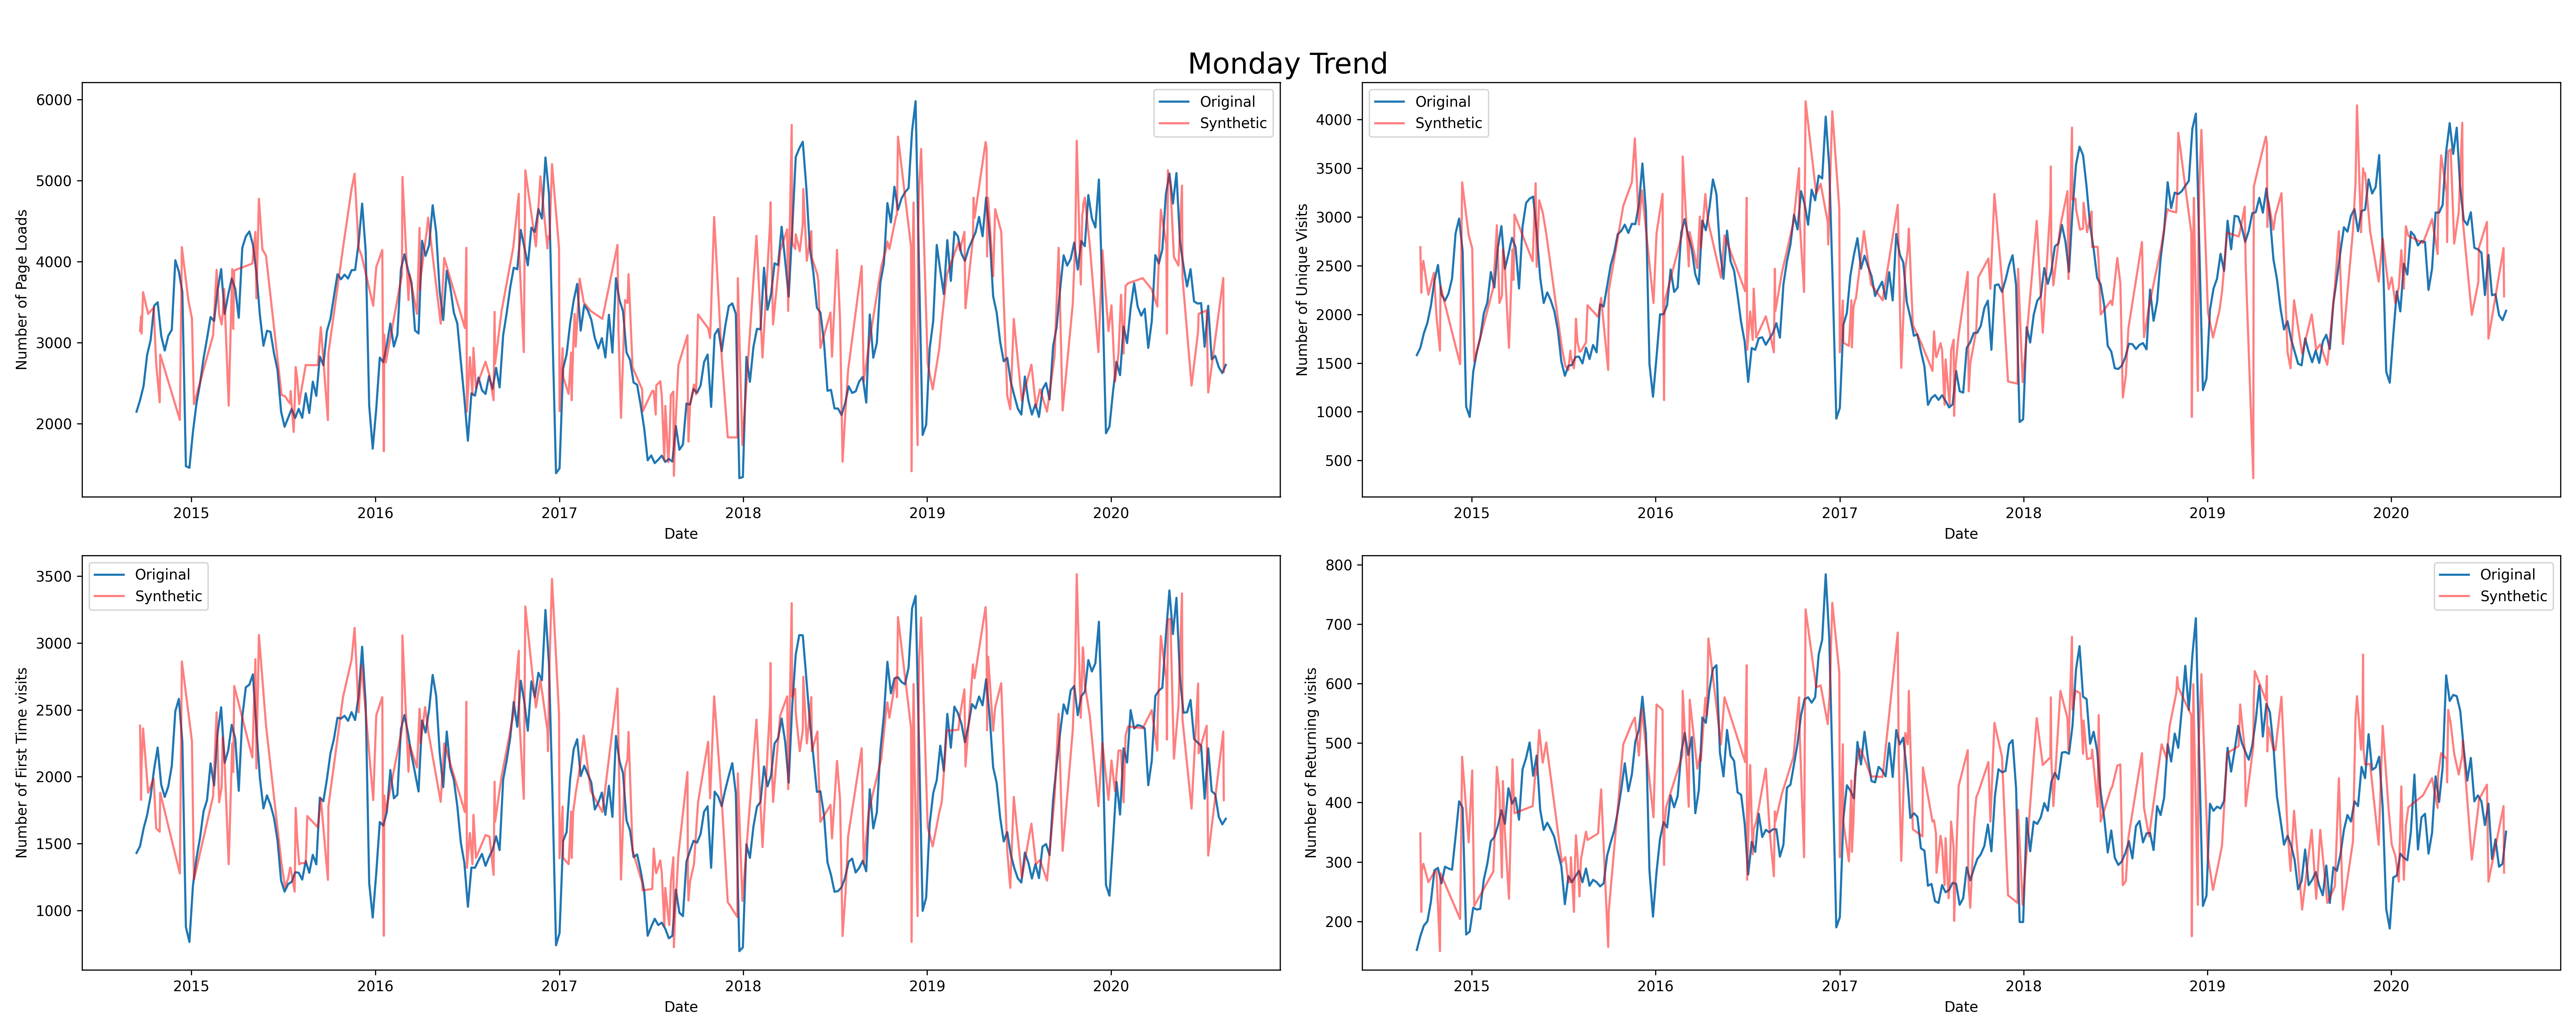 Monday Trend
Number of Page Loads
6000
5000
4000
3000
2000
Original
Synthetic
2015 2016 2017 2018 2019 2020
Date
Number of Unique Visits
4000
3500
3000
2500
2000
1500
1000
500
Original
Synthetic
2015 2016 2017 2018 2019 2020
Date
Number of First Time visits
3500
3000
2500
2000
1500
1000
Original
Synthetic
2015 2016 2017 2018 2019 2020
Date
Number of Returning visits
800
700
600
500
400
300
200
Original
Synthetic
2015 2016 2017 2018 2019 2020
Date